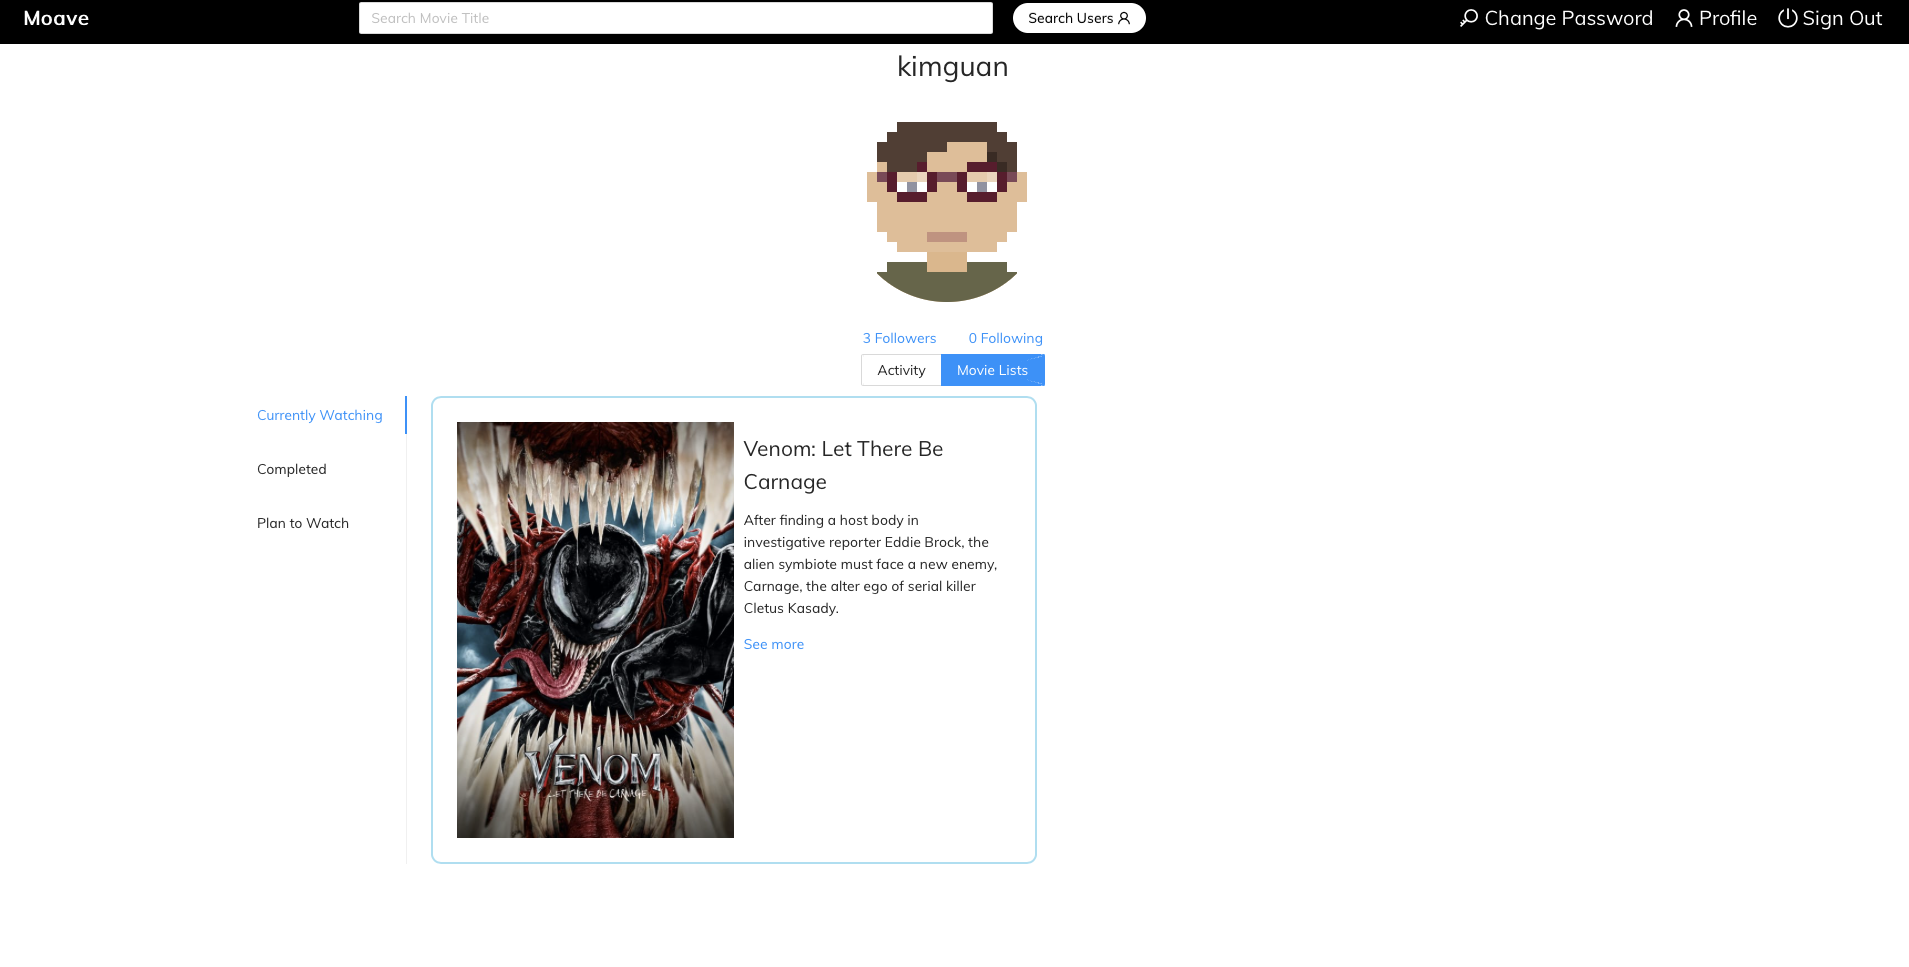 Moave
Search Movie Title
Search Users
Change Password
Profile
Sign Out
kimguan
3 Followers
0 Following
Activity
Movie Lists
Currently Watching
Completed
Plan to Watch
Venom: Let There Be
Carnage
After finding a host body in
investigative reporter Eddie Brock, the
alien symbiote must face a new enemy,
Carnage, the alter ego of serial killer
Cletus Kasady.
See more
VENOM
LET THERE BE CARNAGE